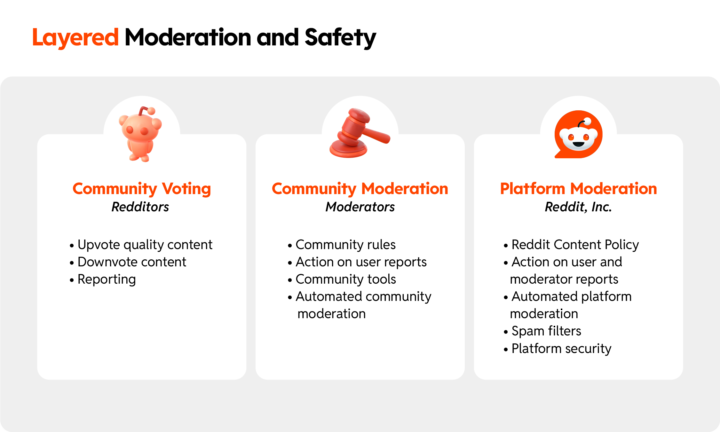 Layered Moderation and Safety
Community Voting
Redditors
• Upvote quality content
• Downvote content
• Reporting
Community Moderation
Moderators
• Community rules
• Action on user reports
• Community tools
• Automated community
moderation
Platform Moderation
Reddit, Inc.
• Reddit Content Policy
• Action on user and
moderator reports
• Automated platform
moderation
• Spam filters
• Platform security